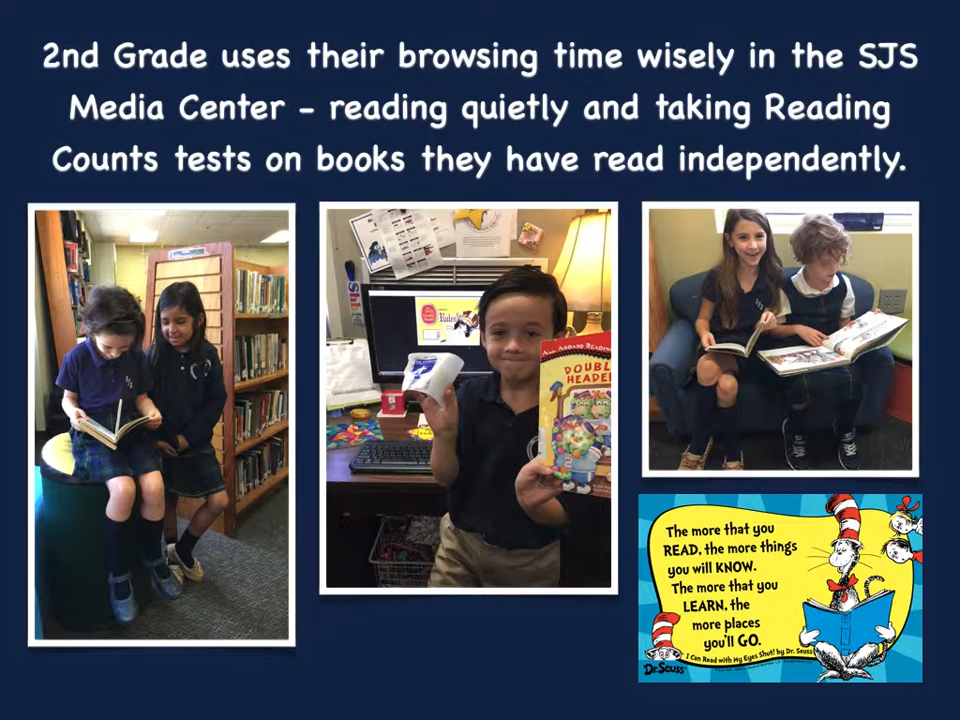 2nd Grade uses their browsing time wisely in the SJS
Media Center - reading quietly and taking Reading
Counts tests on books they have read independently.
ALL ABOARD READING
DOUBLE
HEADER
The more that you
READ, the more things
you will KNOW.
The more that you
LEARN, the
more places
you'll GO.
I Can Read with My Eyes Shut! by Dr. Seuss
Dr. Seuss